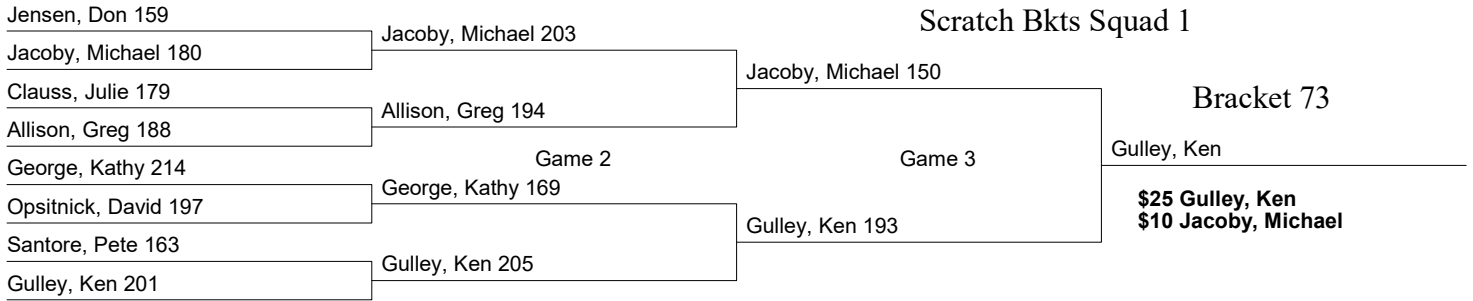 Scratch Bkts Squad 1
Bracket 73
Jensen, Don 159
Jacoby, Michael 180
Clauss, Julie 179
Allison, Greg 188
George, Kathy 214
Opsitnick, David 197
Santore, Pete 163
Gulley, Ken 201
Jacoby, Michael 203
Allison, Greg 194
Game 2
George, Kathy 169
Gulley, Ken 205
Jacoby, Michael 150
Game 3
Gulley, Ken 193
Gulley, Ken
$25 Gulley, Ken
$10 Jacoby, Michael